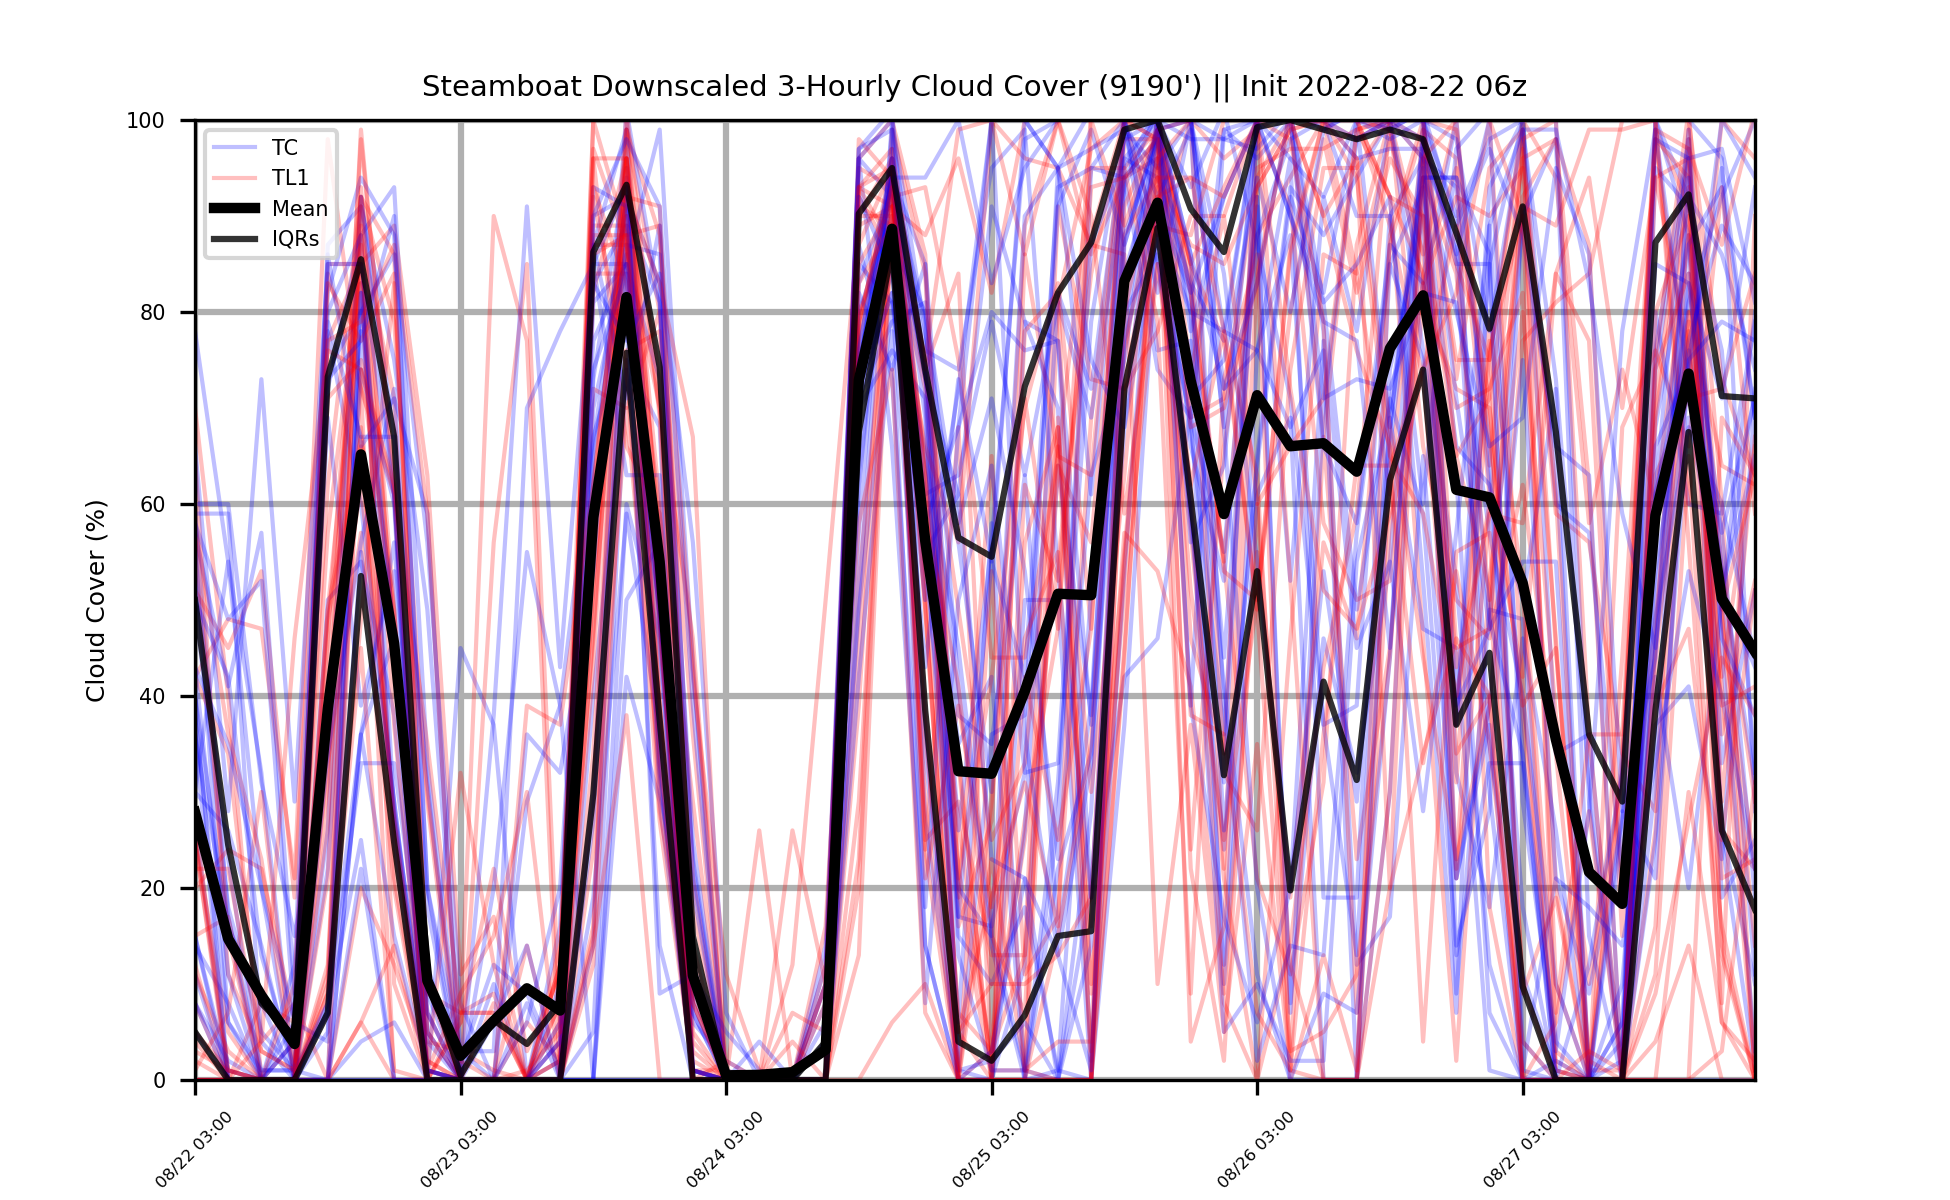 Steamboat Downscaled 3-Hourly Cloud Cover (9190') || Init 2022-08-22 06z
TC
TL1
Mean
IQRs
Cloud Cover (%)
100
80
60
40
20
0
08/22 03:00
08/23 03:00
08/24 03:00
08/25 03:00
08/26 03:00
08/27 03:00